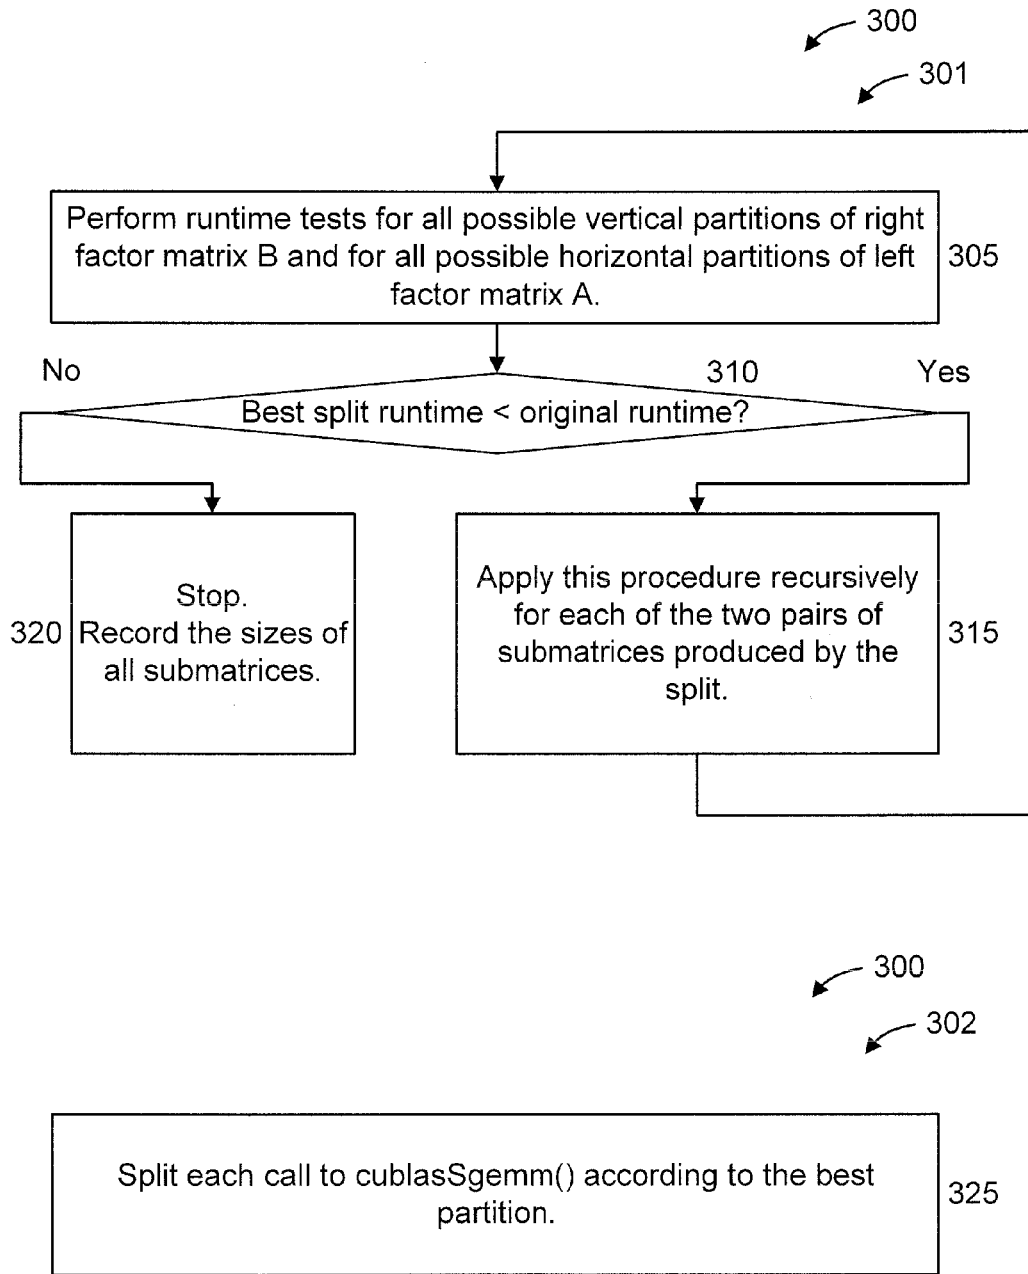 300
301
Perform runtime tests for all possible vertical partitions of right
factor matrix B and for all possible horizontal partitions of left
factor matrix A.
305
No
310
Yes
Best split runtime < original runtime?
Stop.
Record the sizes of
all submatrices.
320
Apply this procedure recursively
for each of the two pairs of
submatrices produced by the
split.
315
300
302
Split each call to cublasSgemm() according to the best
partition.
325